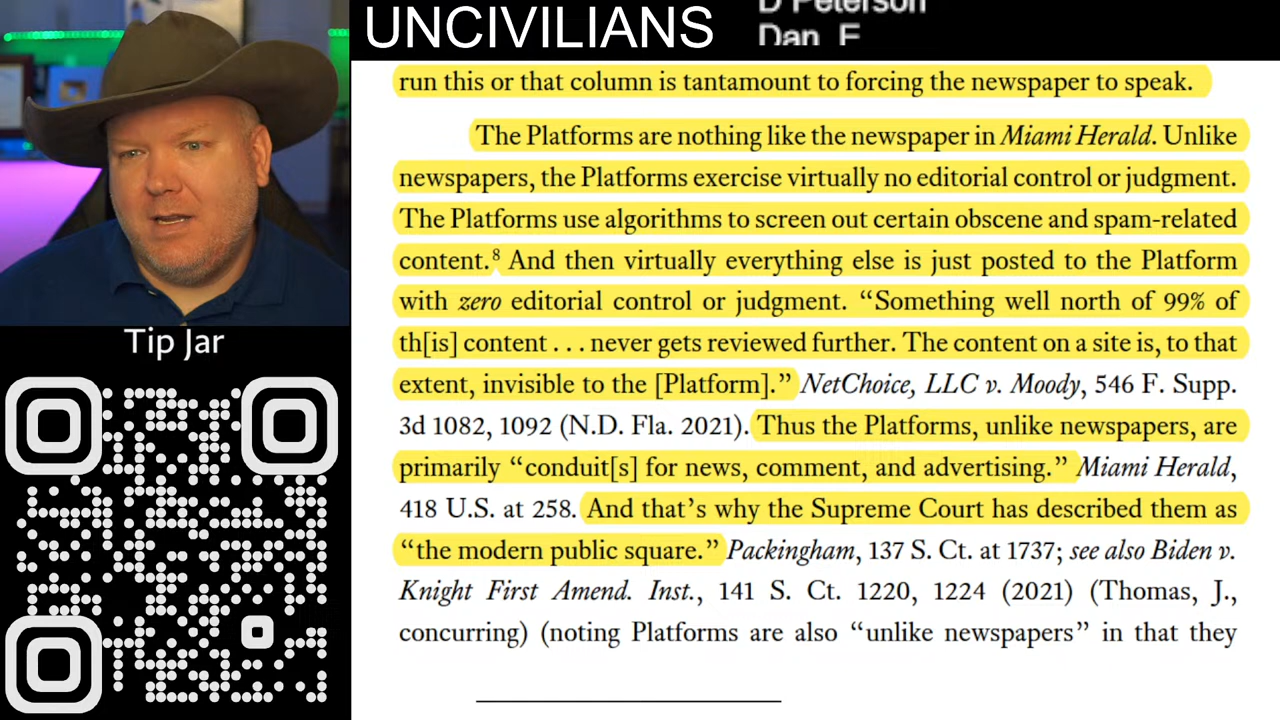 UNCIVILIANS
D Peterson
Dan F
run this or that column is tantamount to forcing the newspaper to speak.
The Platforms are nothing like the newspaper in Miami Herald. Unlike
newspapers, the Platforms exercise virtually no editorial control or judgment.
The Platforms use algorithms to screen out certain obscene and spam-related
content.⁸ And then virtually everything else is just posted to the Platform
with zero editorial control or judgment. “Something well north of 99% of
th[is] content . . . never gets reviewed further. The content on a site is, to that
extent, invisible to the [Platform].” NetChoice, LLC v. Moody, 546 F. Supp.
3d 1082, 1092 (N.D. Fla. 2021). Thus the Platforms, unlike newspapers, are
primarily “conduit[s] for news, comment, and advertising.” Miami Herald,
418 U.S. at 258. And that’s why the Supreme Court has described them as
“the modern public square.” Packingham, 137 S. Ct. at 1737; see also Biden v.
Knight First Amend. Inst., 141 S. Ct. 1220, 1224 (2021) (Thomas, J.,
concurring) (noting Platforms are also “unlike newspapers” in that they
Tip Jar